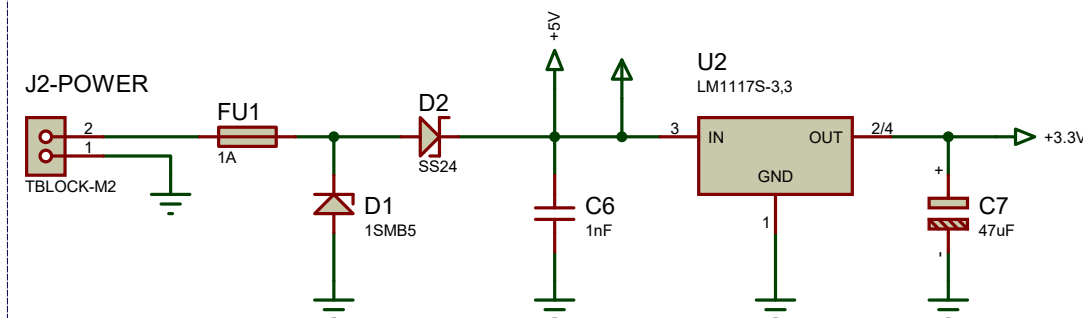 J2-POWER
2
1
TBLOCK-M2
FU1
1A
D1
1SMB5
D2
SS24
+5V
C6
1nF
U2
LM1117S-3,3
3
IN
OUT
2/4
GND
1
+3.3V
+
-
C7
47uF